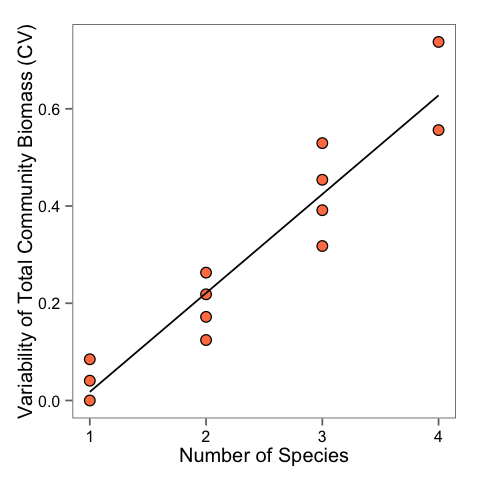 Variability of Total Community Biomass (CV)
0.6
0.4
0.2
0.0
1 2 3 4
Number of Species